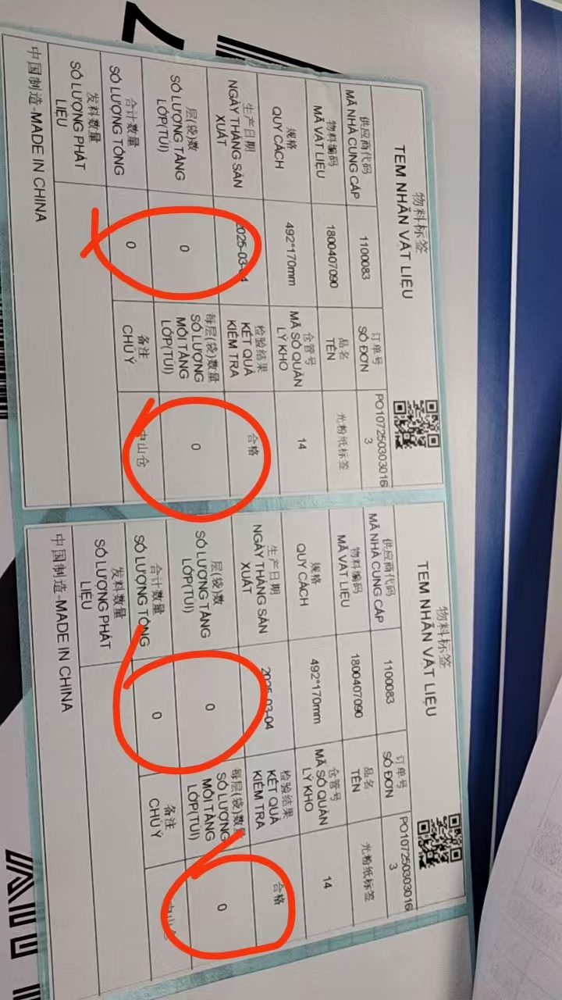 物料标签
TEM NHÃN VẬT LIỆU
供应商代码
MÃ NHÀ CUNG CẤP
1100083
订单号
SỐ ĐƠN
PO107250303016
3
物料编码
MÃ VẬT LIỆU
1800407090
品名
TÊN
光粉纸标签
规格
QUY CÁCH
492*170mm
仓管号
MÃ SỐ QUẢN
LÝ KHO
14
生产日期
NGÀY THÁNG SẢN
XUẤT
2025-03-04
检验结果
KẾT QUẢ
KIỂM TRA
合格
层(袋)数
SỐ LƯỢNG TẦNG
LỚP(TÚI)
0
每层(袋)数量
SỐ LƯỢNG
MỖI TẦNG
LỚP(TÚI)
0
合计数量
SỐ LƯỢNG TỔNG
0
备注
CHÚ Ý
中山仓
发料数量
SỐ LƯỢNG PHÁT
LIỆU
中国制造-MADE IN CHINA
物料标签
TEM NHÃN VẬT LIỆU
供应商代码
MÃ NHÀ CUNG CẤP
1100083
订单号
SỐ ĐƠN
PO107250303016
3
物料编码
MÃ VẬT LIỆU
1800407090
品名
TÊN
光粉纸标签
规格
QUY CÁCH
492*170mm
仓管号
MÃ SỐ QUẢN
LÝ KHO
14
生产日期
NGÀY THÁNG SẢN
XUẤT
2025-03-04
检验结果
KẾT QUẢ
KIỂM TRA
合格
层(袋)数
SỐ LƯỢNG TẦNG
LỚP(TÚI)
0
每层(袋)数量
SỐ LƯỢNG
MỖI TẦNG
LỚP(TÚI)
0
合计数量
SỐ LƯỢNG TỔNG
0
备注
CHÚ Ý
发料数量
SỐ LƯỢNG PHÁT
LIỆU
中国制造-MADE IN CHINA